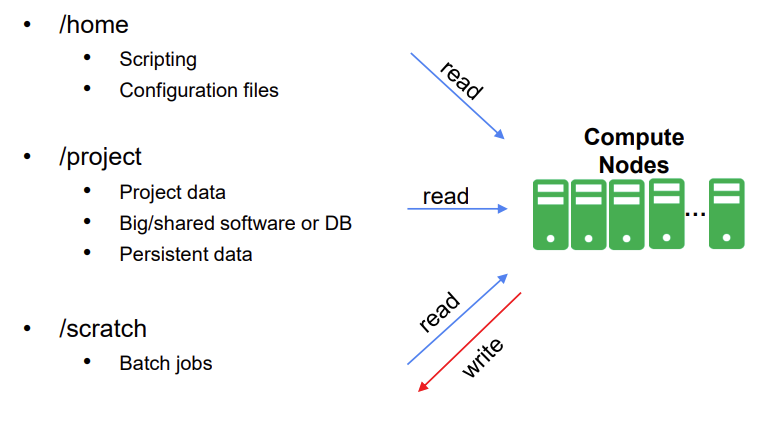 • /home
• Scripting
• Configuration files
read
• /project
• Project data
• Big/shared software or DB
• Persistent data
read
Compute
Nodes
...
• /scratch
• Batch jobs
read
write